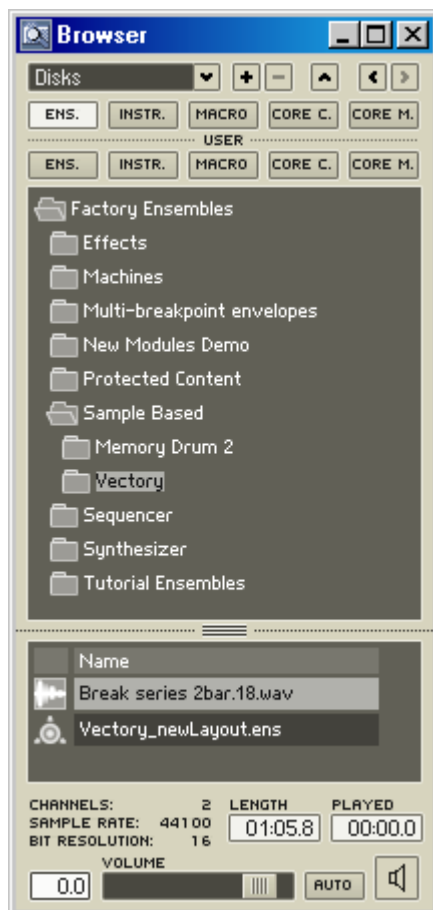 Browser
Disks
ENS. INSTR. MACRO CORE C. CORE M.
USER
ENS. INSTR. MACRO CORE C. CORE M.
Factory Ensembles
Effects
Machines
Multi-breakpoint envelopes
New Modules Demo
Protected Content
Sample Based
Memory Drum 2
Vectory
Sequencer
Synthesizer
Tutorial Ensembles
Name
Break series 2bar.18.wav
Vectory_newLayout.ens
CHANNELS: 2 LENGTH PLAYED
SAMPLE RATE: 44100 01:05.8 00:00.0
BIT RESOLUTION: 16
VOLUME
0.0 AUTO